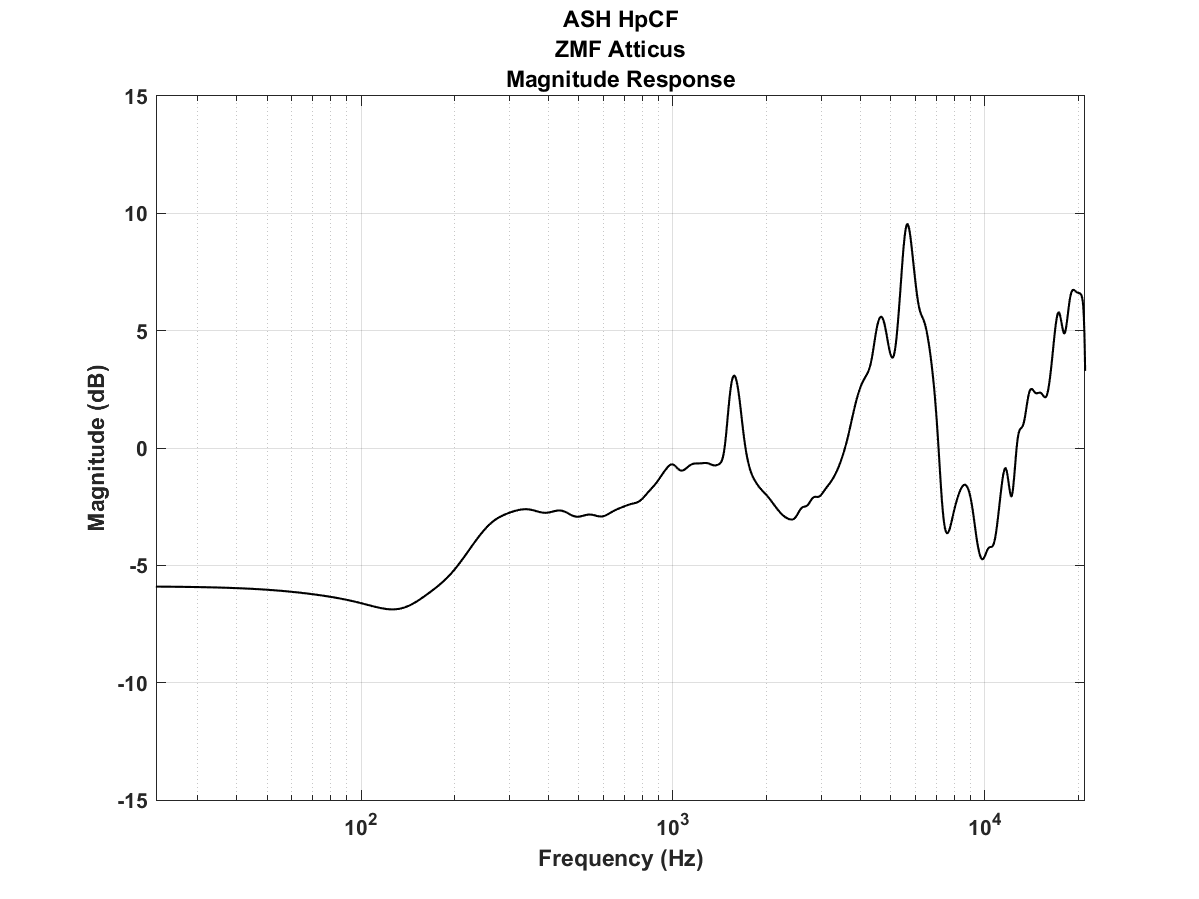 ASH HpCF
ZMF Atticus
Magnitude Response
15
10
5
0
-5
-10
-15
Magnitude (dB)
10² 10³ 10⁴
Frequency (Hz)